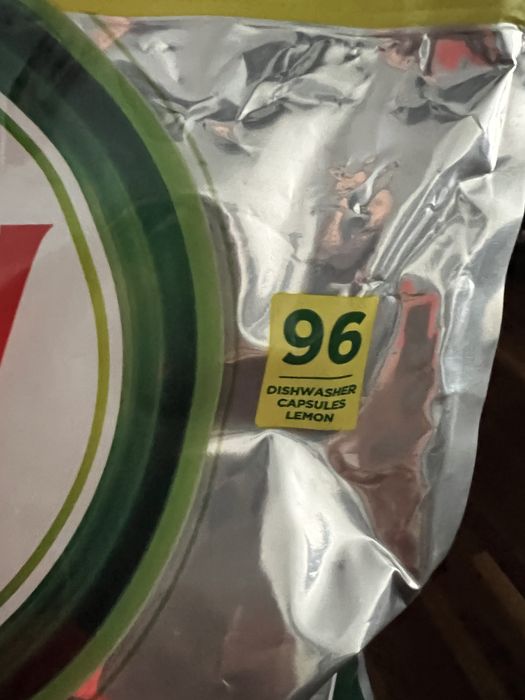 96
DISHWASHER
CAPSULES
LEMON